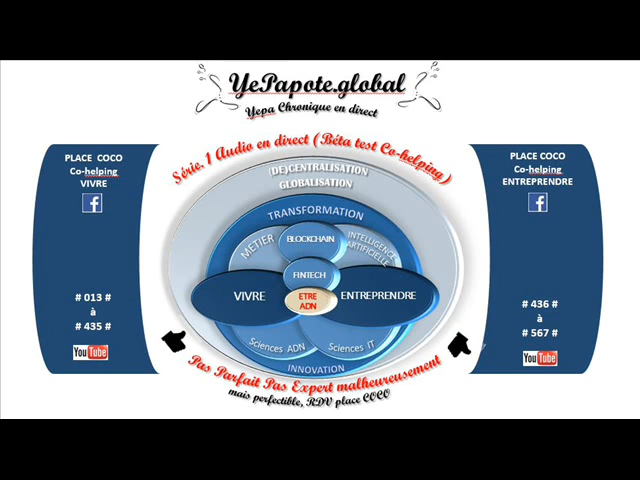 YePapote.global
Yepa Chronique en direct
Série, 1 Audio en direct (Béta test Co-helping)
PLACE COCO
Co-helping
VIVRE
# 013 #
à
# 435 #
YouTube
(DE)CENTRALISATION
GLOBALISATION
TRANSFORMATION
METIER
BLOCKCHAIN
INTELLIGENCE
ARTIFICIELLE
FINTECH
VIVRE
ETRE
ADN
ENTREPRENDRE
Sciences ADN
Sciences IT
INNOVATION
Pas Parfait Pas Expert malheureusement
mais perfectible, RDV place COCO
PLACE COCO
Co-helping
ENTREPRENDRE
# 436 #
à
# 567 #
YouTube